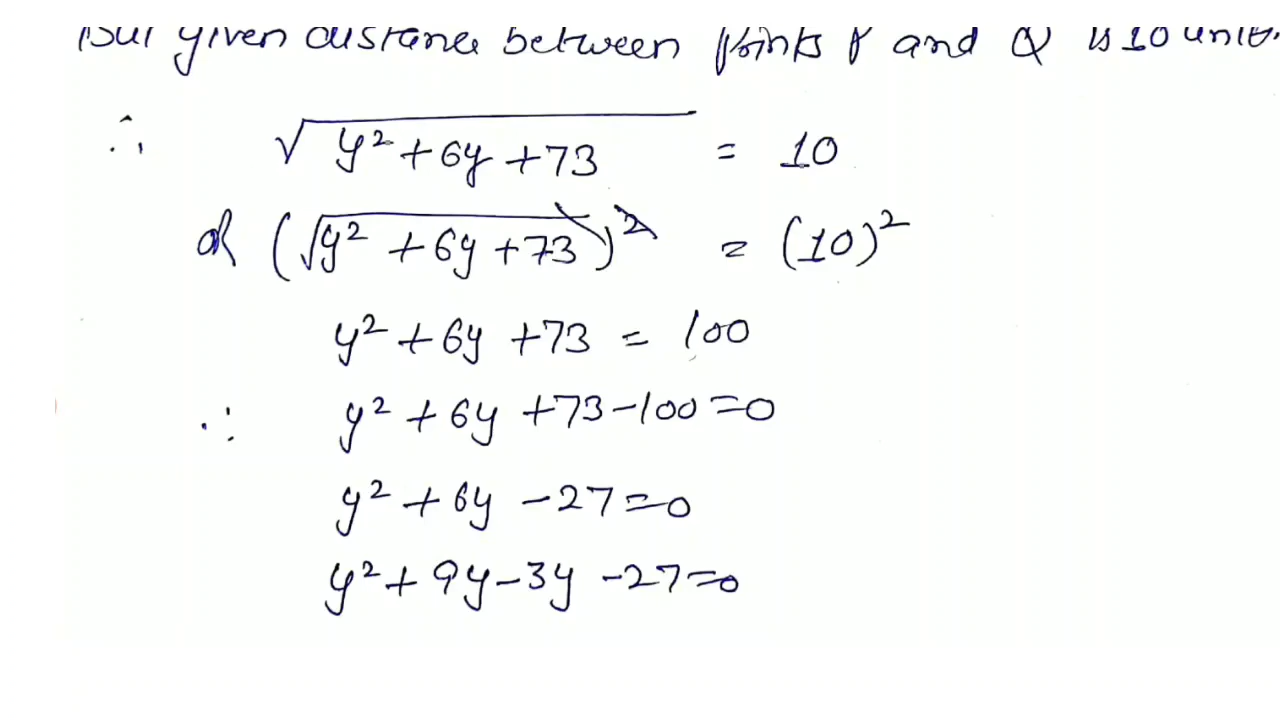 But given distance between points P and Q is 10 units.
∴ √(y² + 6y + 73) = 10
or (√(y² + 6y + 73))² = (10)²
y² + 6y + 73 = 100
∴ y² + 6y + 73 - 100 = 0
y² + 6y - 27 = 0
y² + 9y - 3y - 27 = 0